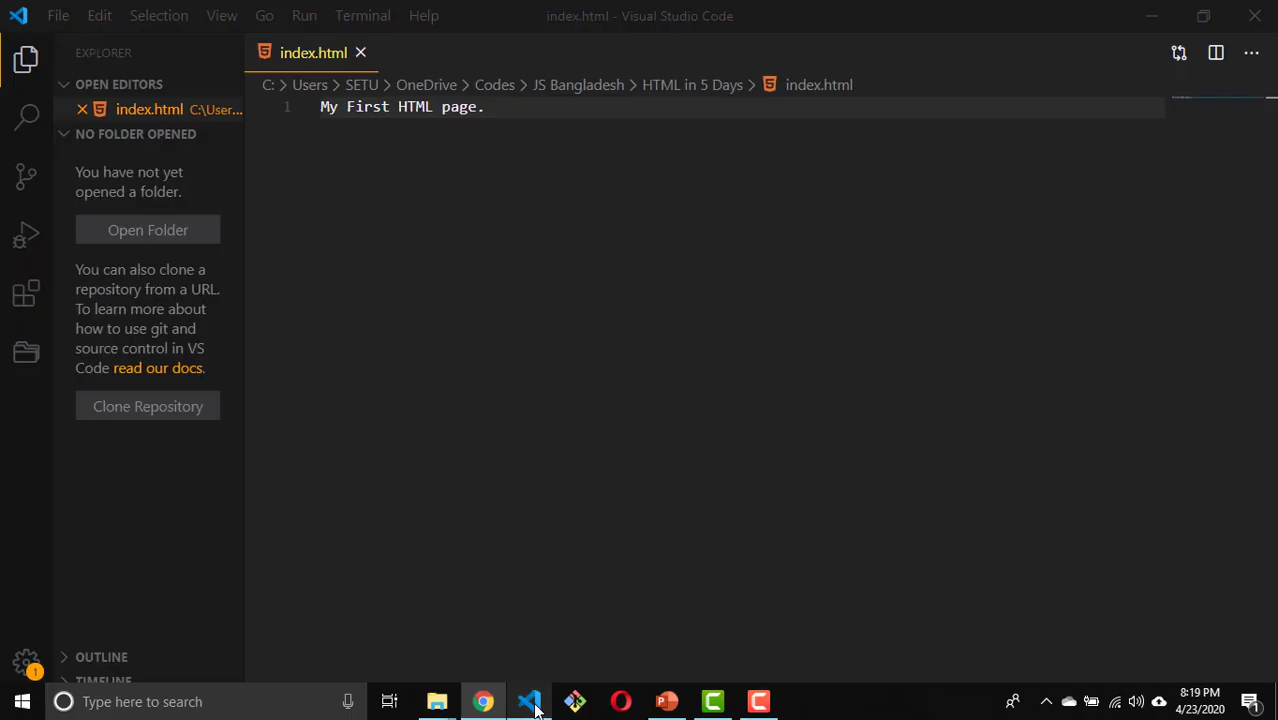 File Edit Selection View Go Run Terminal Help
index.html - Visual Studio Code
EXPLORER
index.html
OPEN EDITORS
C: > Users > SETU > OneDrive > Codes > JS Bangladesh > HTML in 5 Days > index.html
index.html C:\User...
1 My First HTML page.
NO FOLDER OPENED
You have not yet
opened a folder.
Open Folder
You can also clone a
repository from a URL.
To learn more about
how to use git and
source control in VS
Code read our docs.
Clone Repository
OUTLINE
TIMELINE
1
Type here to search
8:19 PM
4/23/2020
1